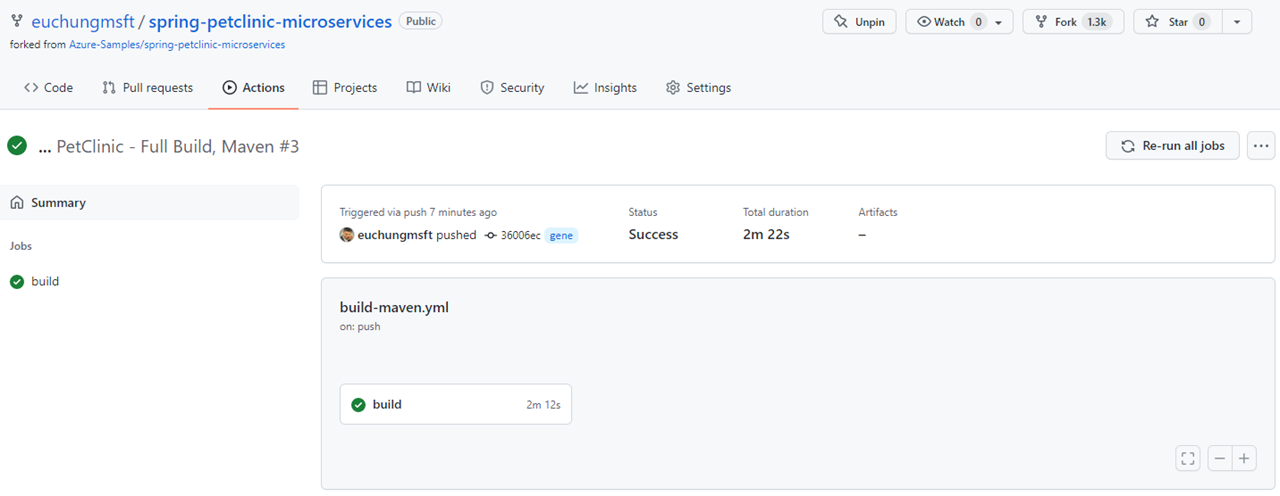 euchungmsft / spring-petclinic-microservices Public
Unpin Watch 0 Fork 1.3k Star 0
forked from Azure-Samples/spring-petclinic-microservices
Code Pull requests Actions Projects Wiki Security Insights Settings
... PetClinic - Full Build, Maven #3
Re-run all jobs ...
Summary
Jobs
build
Triggered via push 7 minutes ago
euchungmsft pushed 36006ec gene
Status
Success
Total duration
2m 22s
Artifacts
–
build-maven.yml
on: push
build 2m 12s